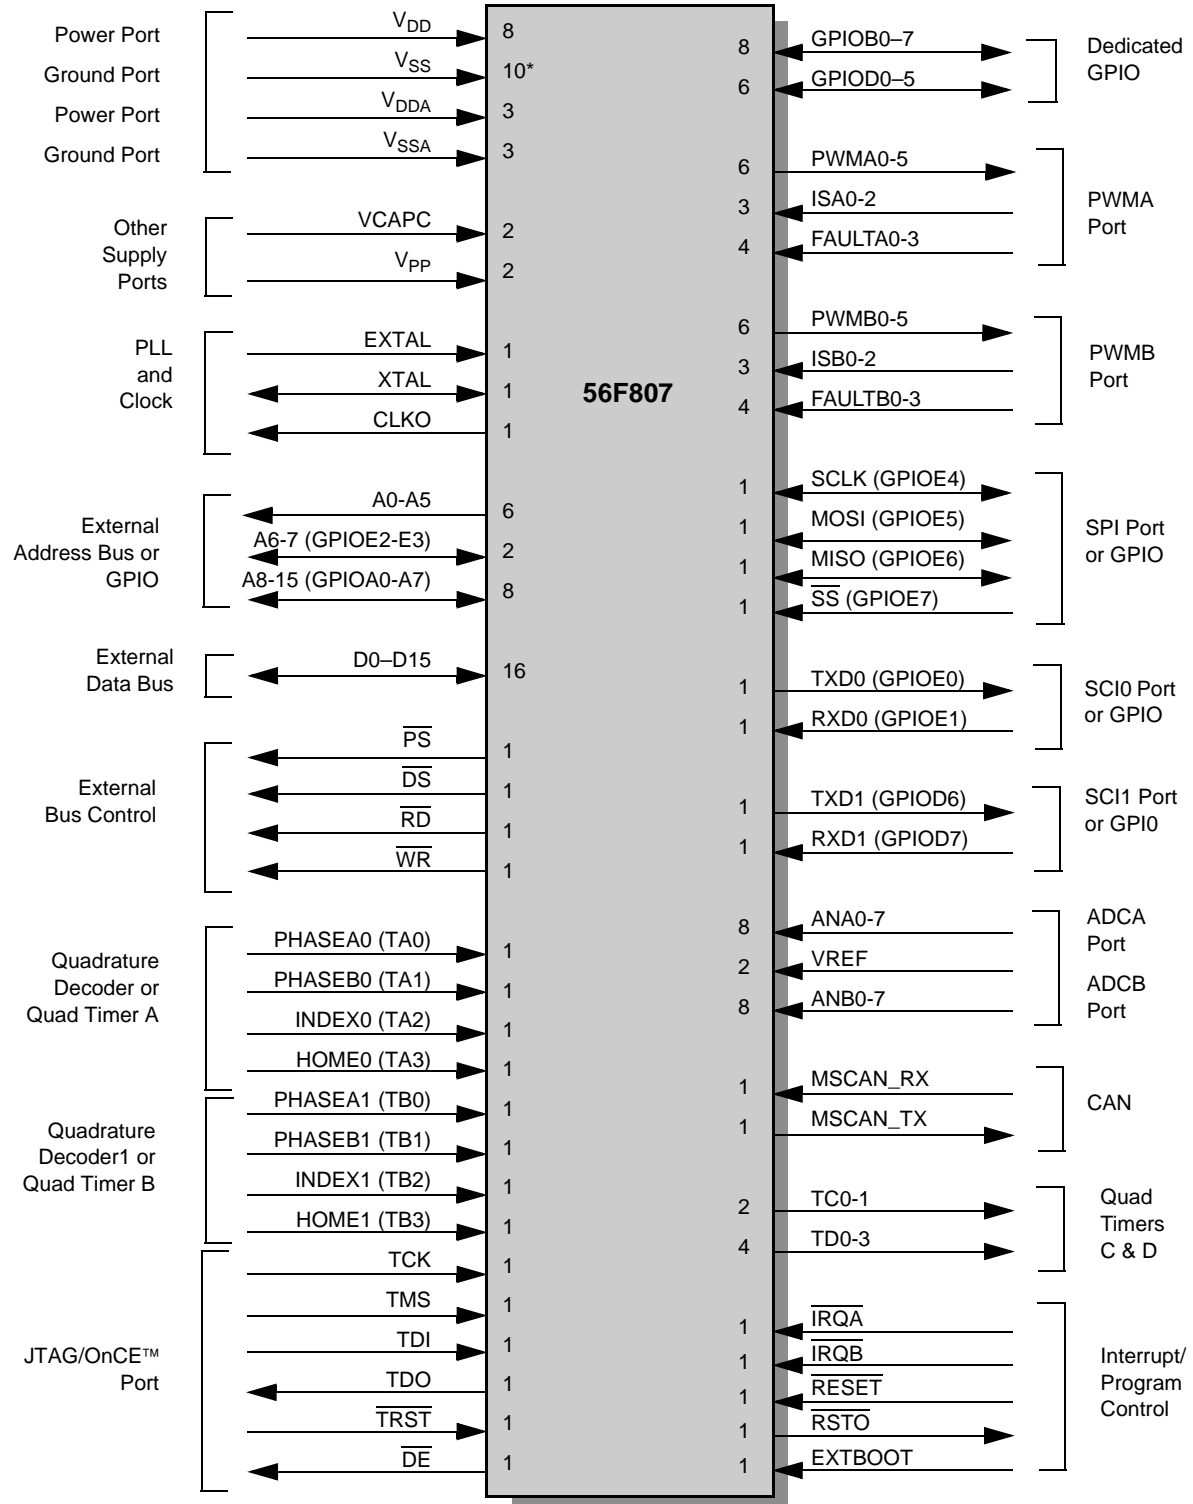 Power Port
Ground Port
Power Port
Ground Port
VDD
8
VSS
10*
VDDA
3
VSSA
3
Other
Supply
Ports
VCAPC
2
VPP
2
PLL
and
Clock
EXTAL
1
XTAL
1
CLKO
1
External
Address Bus or
GPIO
A0-A5
6
A6-7 (GPIOE2-E3)
2
A8-15 (GPIOA0-A7)
8
External
Data Bus
D0–D15
16
External
Bus Control
PS
1
DS
1
RD
1
WR
1
Quadrature
Decoder or
Quad Timer A
PHASEA0 (TA0)
1
PHASEB0 (TA1)
1
INDEX0 (TA2)
1
HOME0 (TA3)
1
Quadrature
Decoder1 or
Quad Timer B
PHASEA1 (TB0)
1
PHASEB1 (TB1)
1
INDEX1 (TB2)
1
HOME1 (TB3)
1
JTAG/OnCE™
Port
TCK
1
TMS
1
TDI
1
TDO
1
TRST
1
DE
1
56F807
8
GPIOB0–7
6
GPIOD0–5
Dedicated
GPIO
6
PWMA0-5
3
ISA0-2
4
FAULTA0-3
PWMA
Port
6
PWMB0-5
3
ISB0-2
4
FAULTB0-3
PWMB
Port
1
SCLK (GPIOE4)
1
MOSI (GPIOE5)
1
MISO (GPIOE6)
1
SS (GPIOE7)
SPI Port
or GPIO
1
TXD0 (GPIOE0)
1
RXD0 (GPIOE1)
SCI0 Port
or GPIO
1
TXD1 (GPIOD6)
1
RXD1 (GPIOD7)
SCI1 Port
or GPI0
8
ANA0-7
2
VREF
8
ANB0-7
ADCA
Port
ADCB
Port
1
MSCAN_RX
1
MSCAN_TX
CAN
2
TC0-1
4
TD0-3
Quad
Timers
C & D
1
IRQA
1
IRQB
1
RESET
1
RSTO
1
EXTBOOT
Interrupt/
Program
Control